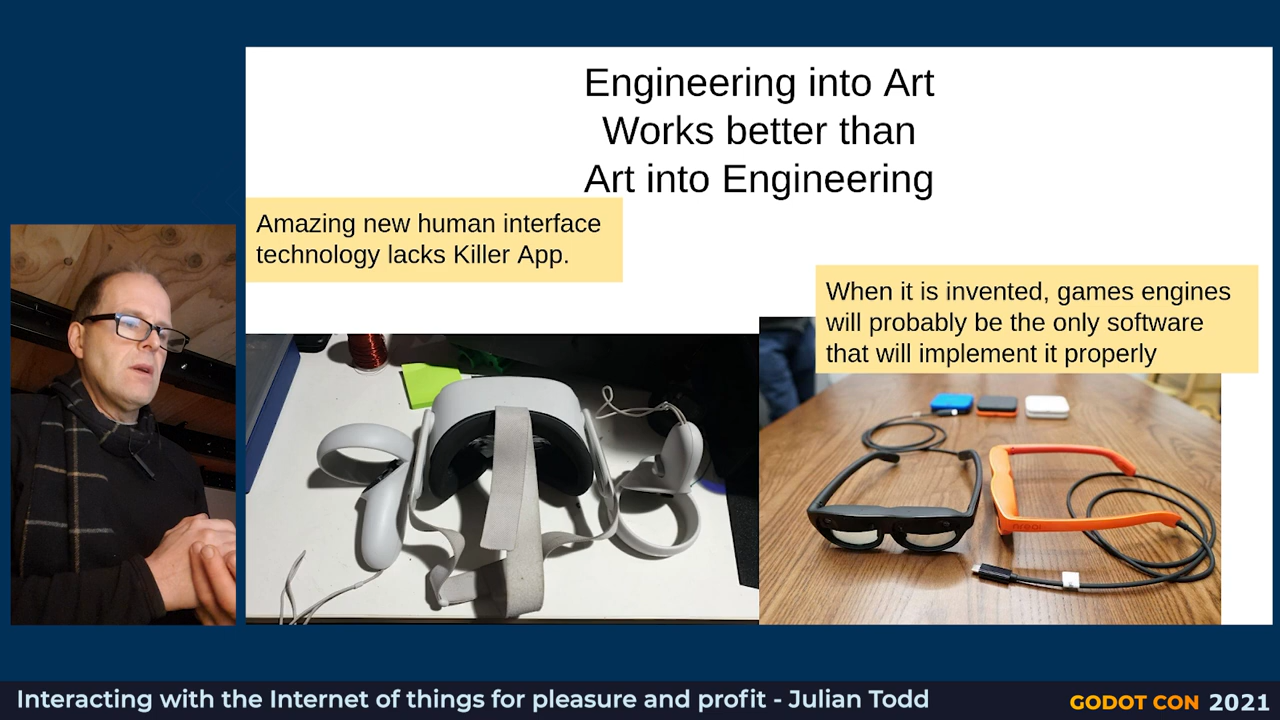 Engineering into Art
Works better than
Art into Engineering
Amazing new human interface
technology lacks Killer App.
When it is invented, games engines
will probably be the only software
that will implement it properly
nreal
Interacting with the Internet of things for pleasure and profit - Julian Todd
GODOT CON 2021